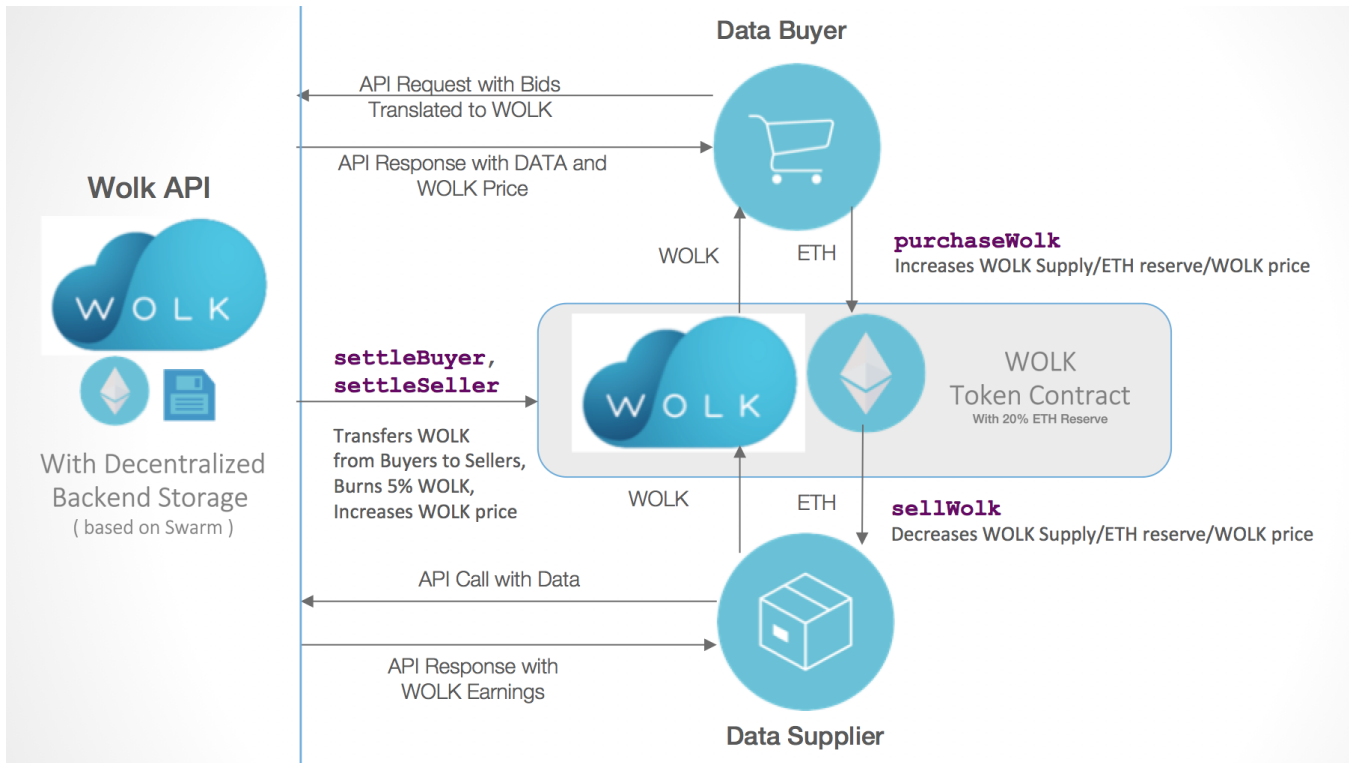 Data Buyer
API Request with Bids
Translated to WOLK
API Response with DATA and
WOLK Price
Wolk API
WOLK
With Decentralized
Backend Storage
( based on Swarm )
WOLK
ETH
purchaseWolk
Increases WOLK Supply/ETH reserve/WOLK price
settleBuyer,
settleSeller
Transfers WOLK
from Buyers to Sellers,
Burns 5% WOLK,
Increases WOLK price
WOLK
WOLK
Token Contract
With 20% ETH Reserve
WOLK
ETH
sellWolk
Decreases WOLK Supply/ETH reserve/WOLK price
API Call with Data
API Response with
WOLK Earnings
Data Supplier